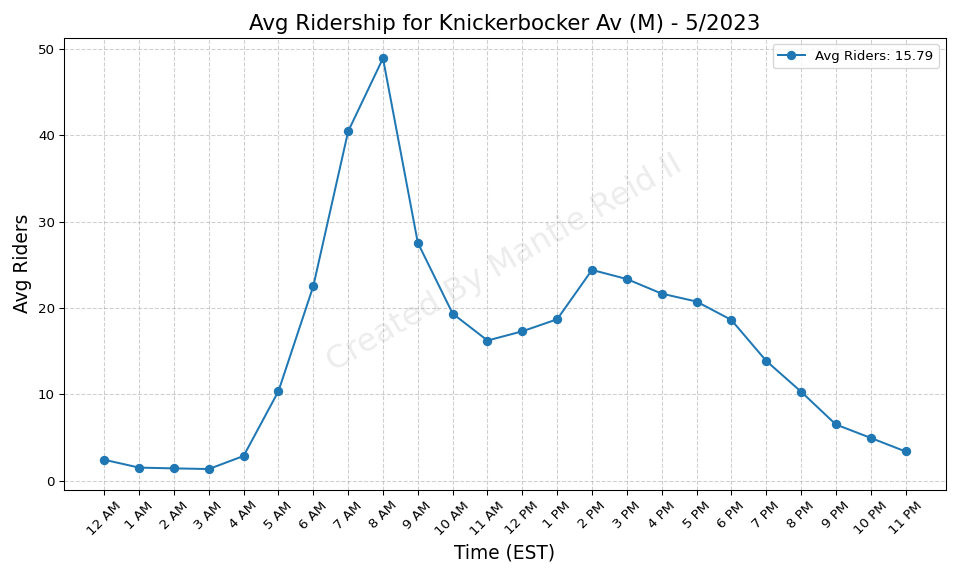 Avg Ridership for Knickerbocker Av (M) - 5/2023
Avg Riders: 15.79
50
40
30
20
10
0
Avg Riders
Created By Mantle Reid II
12 AM
1 AM
2 AM
3 AM
4 AM
5 AM
6 AM
7 AM
8 AM
9 AM
10 AM
11 AM
12 PM
1 PM
2 PM
3 PM
4 PM
5 PM
6 PM
7 PM
8 PM
9 PM
10 PM
11 PM
Time (EST)